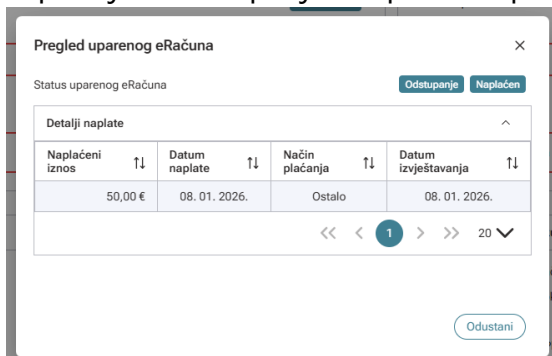 Pregled uparenog eRačuna
Status uparenog eRačuna Odstupanje Naplaćen
Detalji naplate
Naplaćeni iznos Datum naplate Način plaćanja Datum izvještavanja
50,00 € 08. 01. 2026. Ostalo 08. 01. 2026.
<< < 1 > >> 20
Odustani